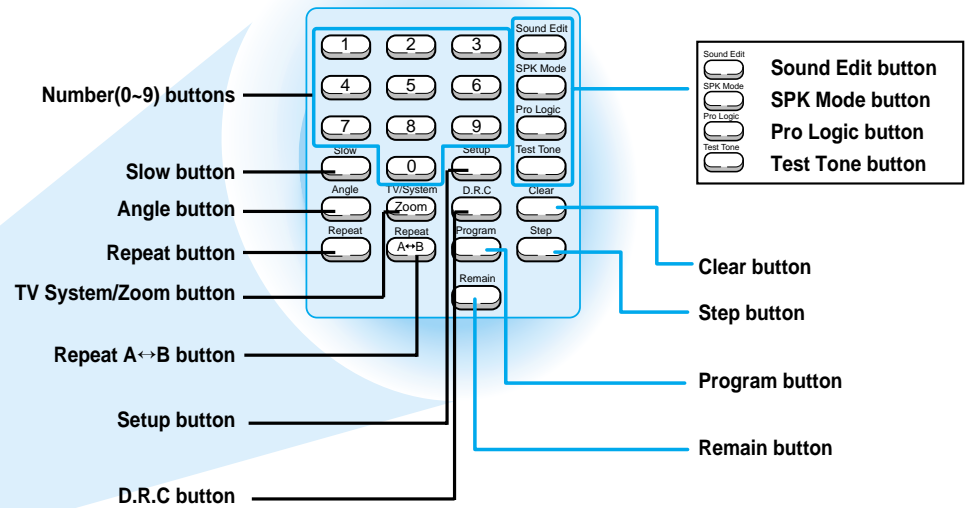 Sound Edit
1 2 3
SPK Mode
4 5 6
Pro Logic
7 8 9
Slow Setup Test Tone
0
Angle TV/System D.R.C Clear
Zoom
Repeat Repeat Program Step
A↔B
Remain
Number(0~9) buttons
Slow button
Angle button
Repeat button
TV System/Zoom button
Repeat A↔B button
Setup button
D.R.C button
Sound Edit
Sound Edit button
SPK Mode
SPK Mode button
Pro Logic
Pro Logic button
Test Tone
Test Tone button
Clear button
Step button
Program button
Remain button